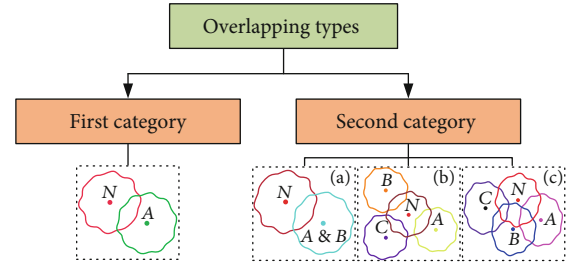 Overlapping types
First category
Second category
N
A
(a)
N
A & B
(b)
B
N
C
A
(c)
N
C
A
B